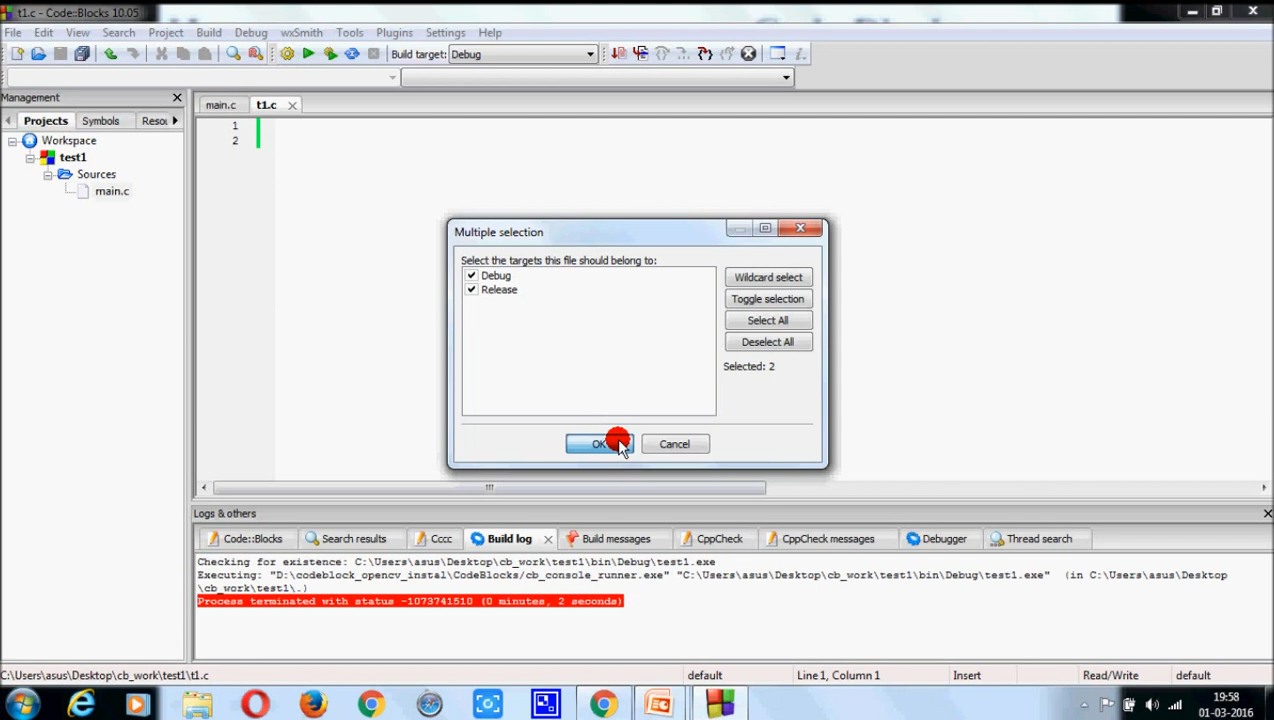 t1.c - Code::Blocks 10.05
File Edit View Search Project Build Debug wxSmith Tools Plugins Settings Help
Build target: Debug
Management
main.c t1.c
Projects Symbols Resou
1
2
Workspace
test1
Sources
main.c
Multiple selection
Select the targets this file should belong to:
Debug
Release
Wildcard select
Toggle selection
Select All
Deselect All
Selected: 2
OK Cancel
Logs & others
Code::Blocks Search results Cccc Build log Build messages CppCheck CppCheck messages Debugger Thread search
Checking for existence: C:\Users\asus\Desktop\cb_work\test1\bin\Debug\test1.exe
Executing: "D:\codeblock_opencv_instal\CodeBlocks/cb_console_runner.exe" "C:\Users\asus\Desktop\cb_work\test1\bin\Debug\test1.exe"  (in C:\Users\asus\Desktop
\cb_work\test1\.)
Process terminated with status -1073741510 (0 minutes, 2 seconds)
C:\Users\asus\Desktop\cb_work\test1\t1.c default Line 1, Column 1 Insert Read/Write default
19:58
01-03-2016